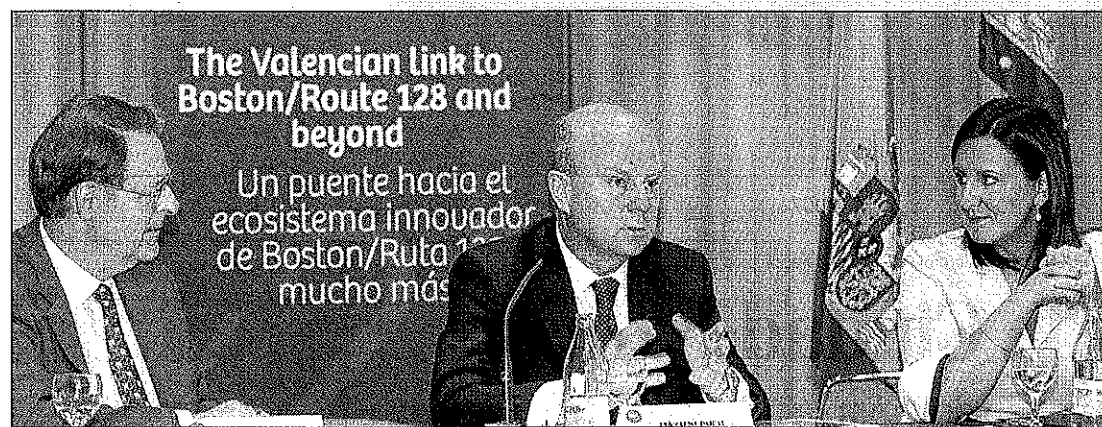 The Valencian link to
Boston/Route 128 and
beyond
Un puente hacia el
ecosistema innovador
de Boston/Ruta
mucho más